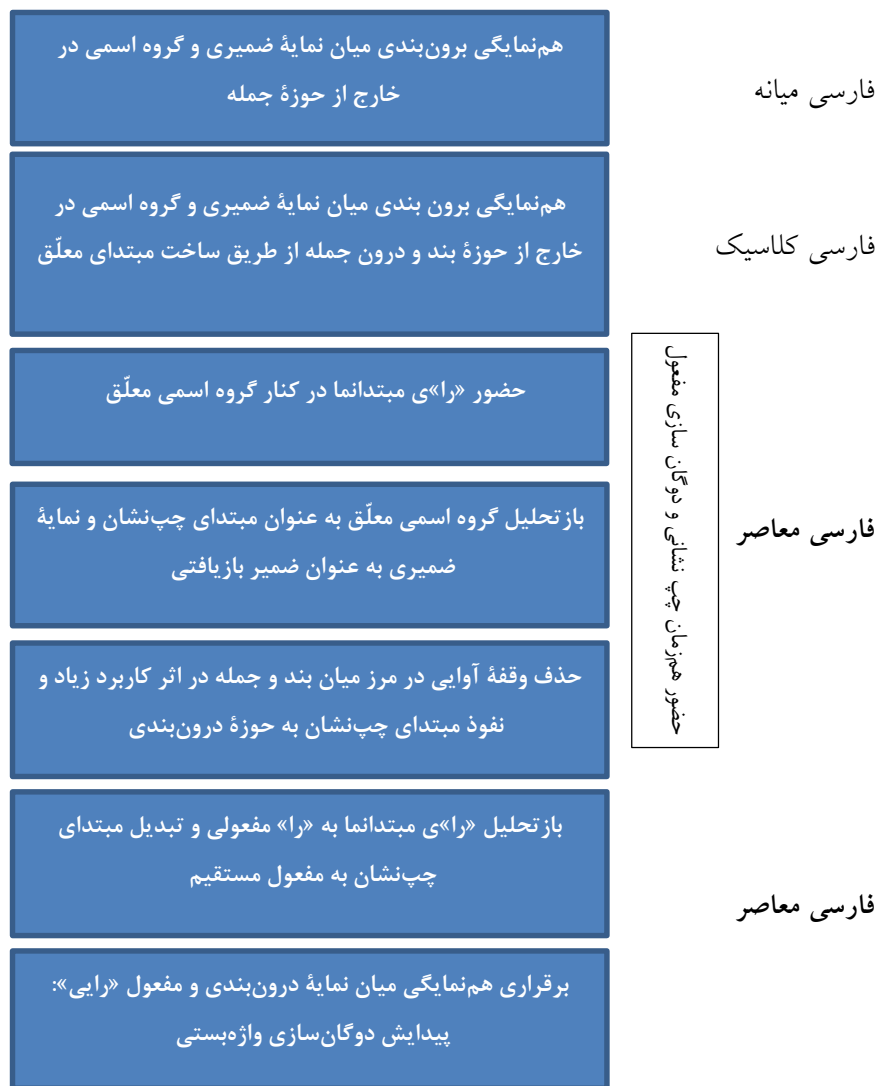 هم‌نمایگی برون‌بندی میان نمایهٔ ضمیری و گروه اسمی در
خارج از حوزهٔ جمله
فارسی میانه
هم‌نمایگی برون بندی میان نمایهٔ ضمیری و گروه اسمی در
خارج از حوزهٔ بند و درون جمله از طریق ساخت مبتدای معلّق
فارسی کلاسیک
حضور «را»ی مبتدانما در کنار گروه اسمی معلّق
بازتحلیل گروه اسمی معلّق به عنوان مبتدای چپ‌نشان و نمایهٔ
ضمیری به عنوان ضمیر بازیافتی
حذف وقفهٔ آوایی در مرز میان بند و جمله در اثر کاربرد زیاد و
نفوذ مبتدای چپ‌نشان به حوزهٔ درون‌بندی
حضور هم‌زمان چپ نشانی و دوگان سازی مفعول
فارسی معاصر
بازتحلیل «را»ی مبتدانما به «را» مفعولی و تبدیل مبتدای
چپ‌نشان به مفعول مستقیم
فارسی معاصر
برقراری هم‌نمایگی میان نمایهٔ درون‌بندی و مفعول «رایی»:
پیدایش دوگان‌سازی واژه‌بستی